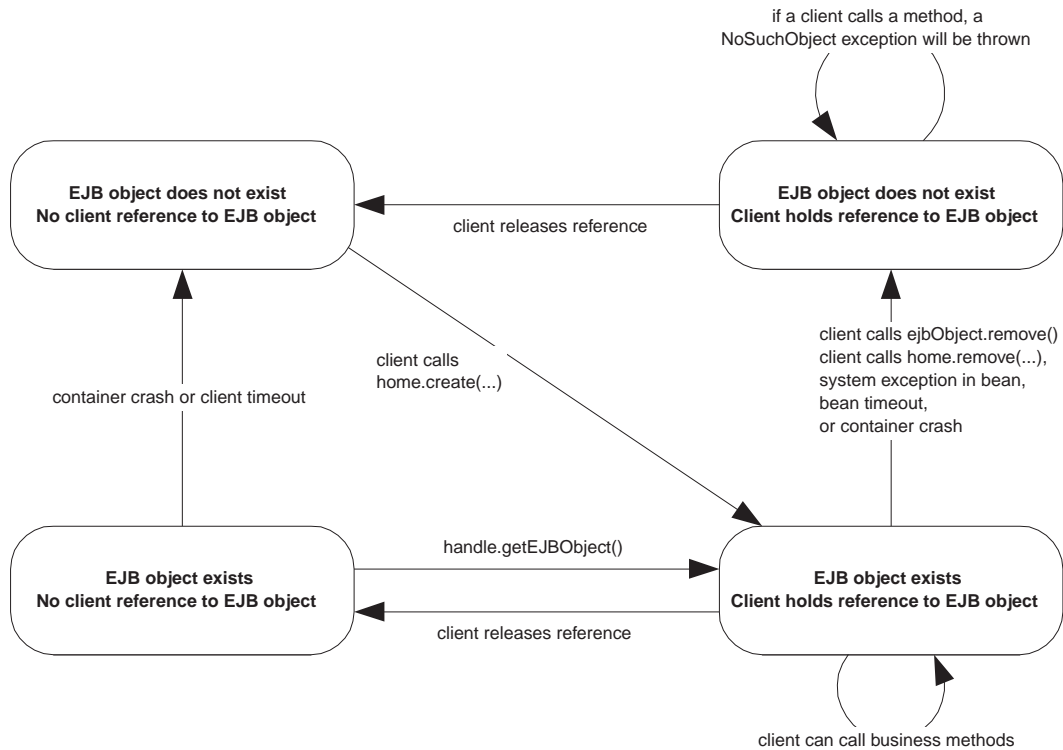 if a client calls a method, a
NoSuchObject exception will be thrown
EJB object does not exist
No client reference to EJB object
EJB object does not exist
Client holds reference to EJB object
client releases reference
client calls
home.create(...)
client calls ejbObject.remove()
client calls home.remove(...),
system exception in bean,
bean timeout,
or container crash
container crash or client timeout
handle.getEJBObject()
EJB object exists
No client reference to EJB object
EJB object exists
Client holds reference to EJB object
client releases reference
client can call business methods